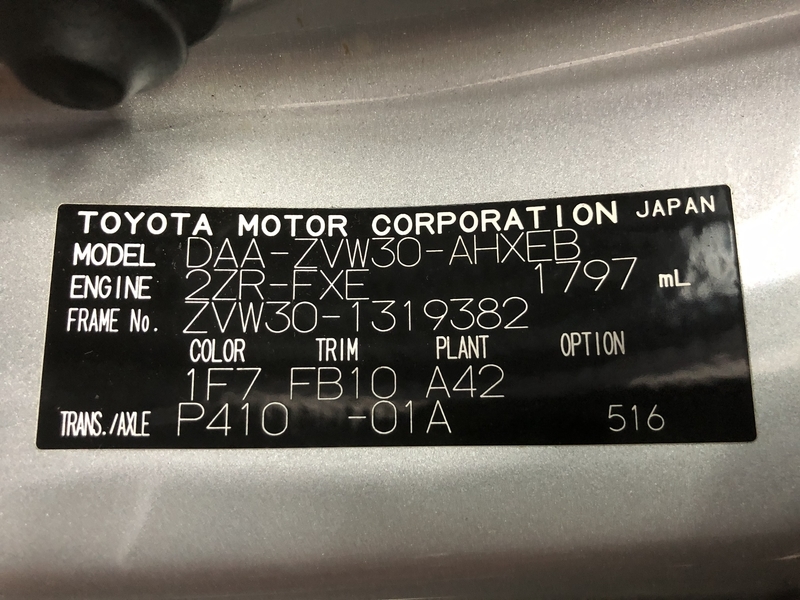 TOYOTA MOTOR CORPORATION JAPAN
MODEL DAA-ZVW30-AHXEB
ENGINE 2ZR-FXE 1797 mL
FRAME No. ZVW30-1319382
COLOR TRIM PLANT OPTION
1F7 FB10 A42
TRANS./AXLE P410 -01A 516